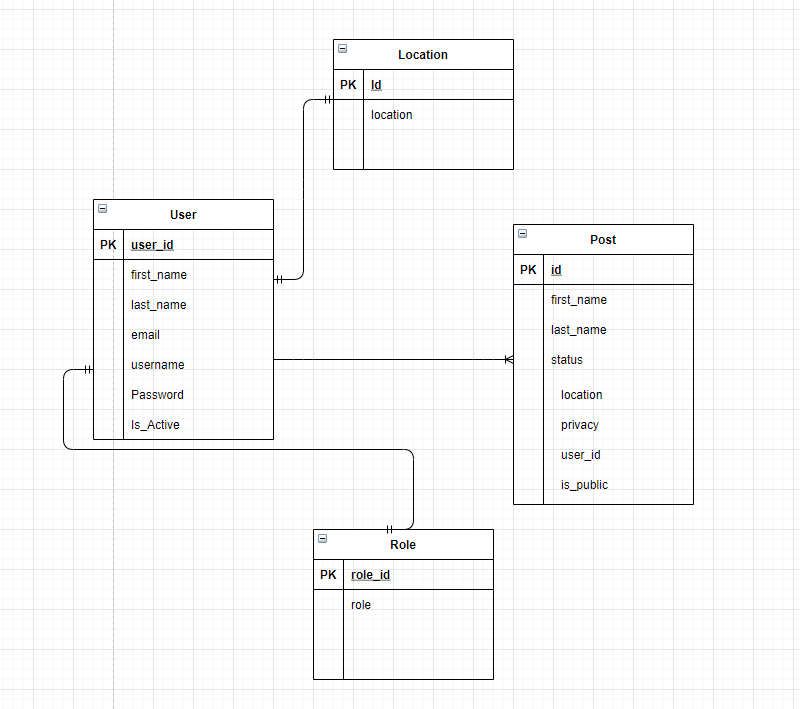 Location
PK Id
location
User
PK user_id
first_name
last_name
email
username
Password
Is_Active
Post
PK id
first_name
last_name
status
location
privacy
user_id
is_public
Role
PK role_id
role